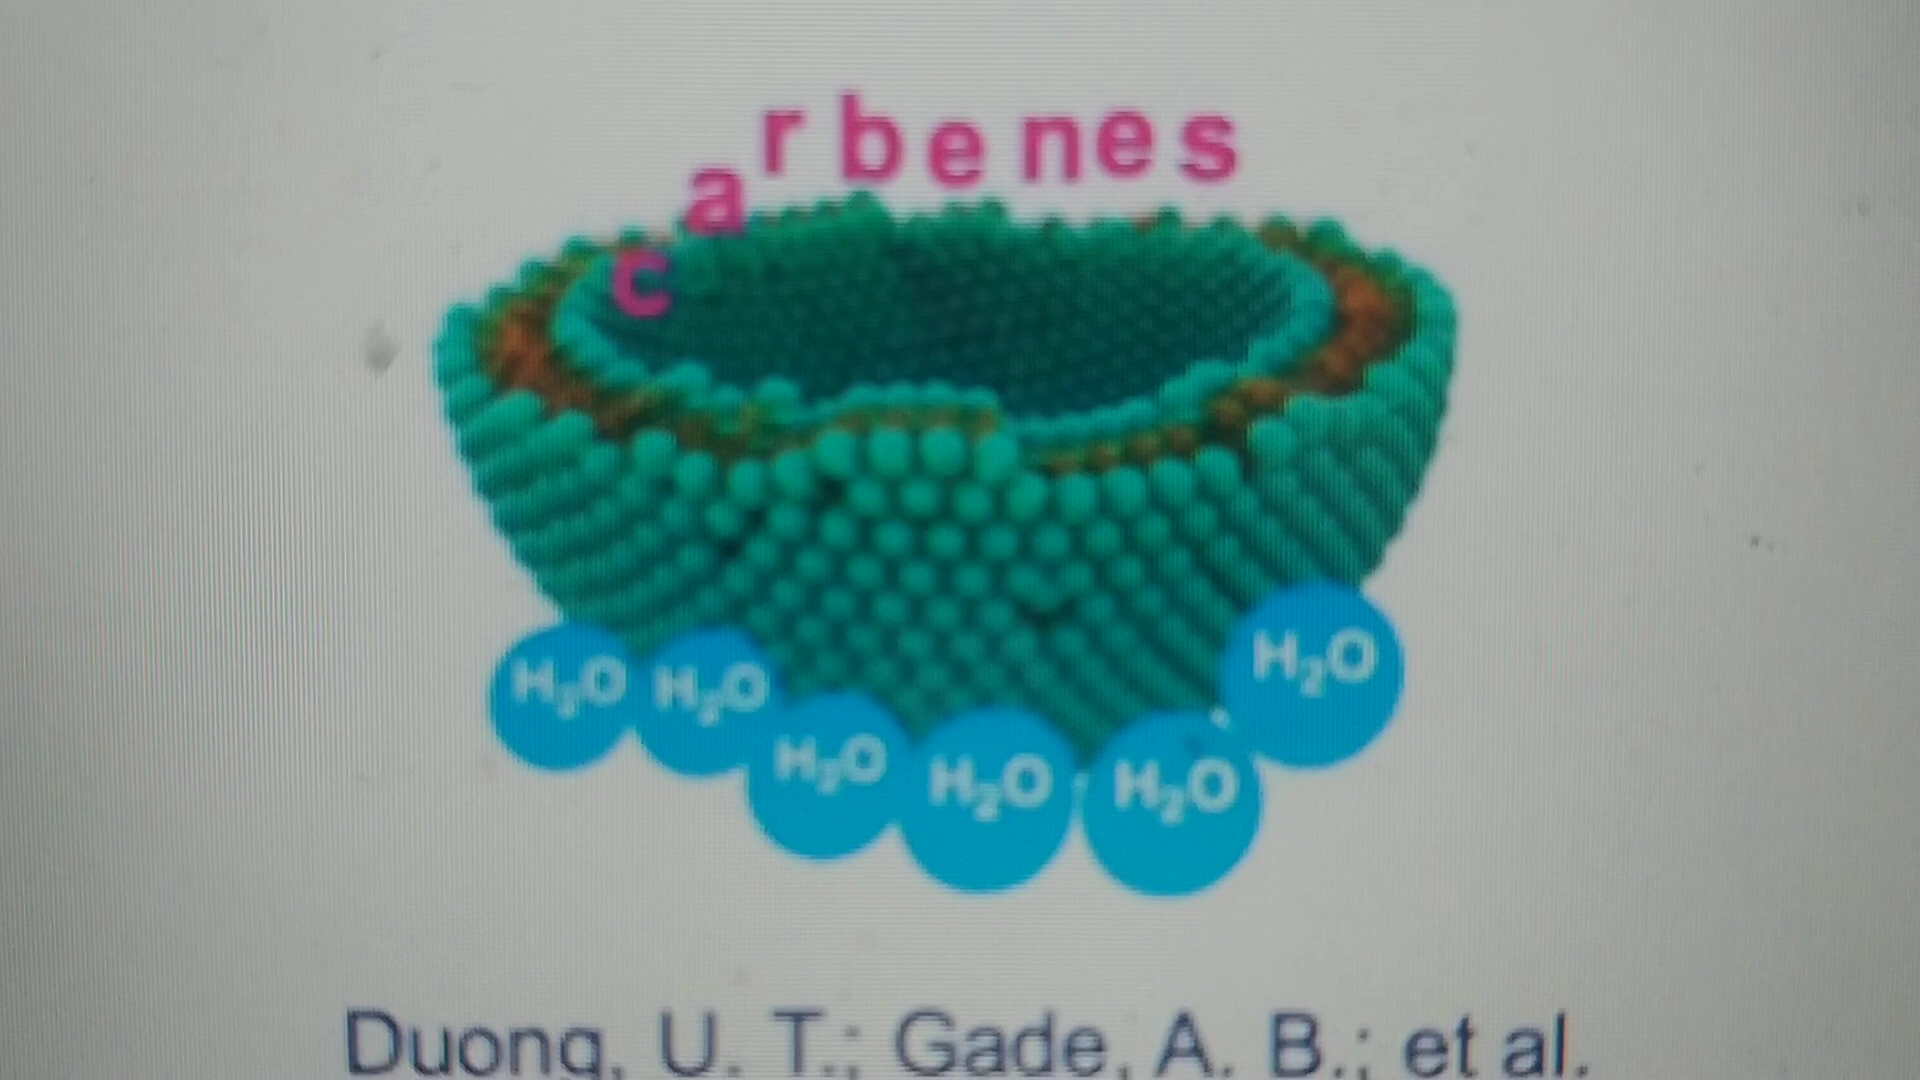 carbenes
H₂O H₂O H₂O H₂O H₂O H₂O
Duong, U. T.; Gade, A. B.; et al.